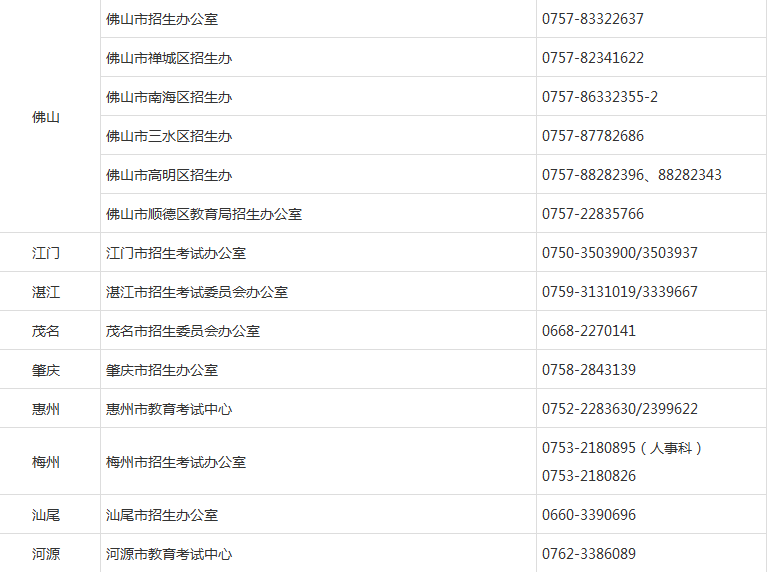 佛山市招生办公室 0757-83322637
佛山市禅城区招生办 0757-82341622
佛山市南海区招生办 0757-86332355-2
佛山
佛山市三水区招生办 0757-87782686
佛山市高明区招生办 0757-88282396、88282343
佛山市顺德区教育局招生办公室 0757-22835766
江门 江门市招生考试办公室 0750-3503900/3503937
湛江 湛江市招生考试委员会办公室 0759-3131019/3339667
茂名 茂名市招生委员会办公室 0668-2270141
肇庆 肇庆市招生办公室 0758-2843139
惠州 惠州市教育考试中心 0752-2283630/2399622
梅州 梅州市招生考试办公室 0753-2180895（人事科）
0753-2180826
汕尾 汕尾市招生办公室 0660-3390696
河源 河源市教育考试中心 0762-3386089